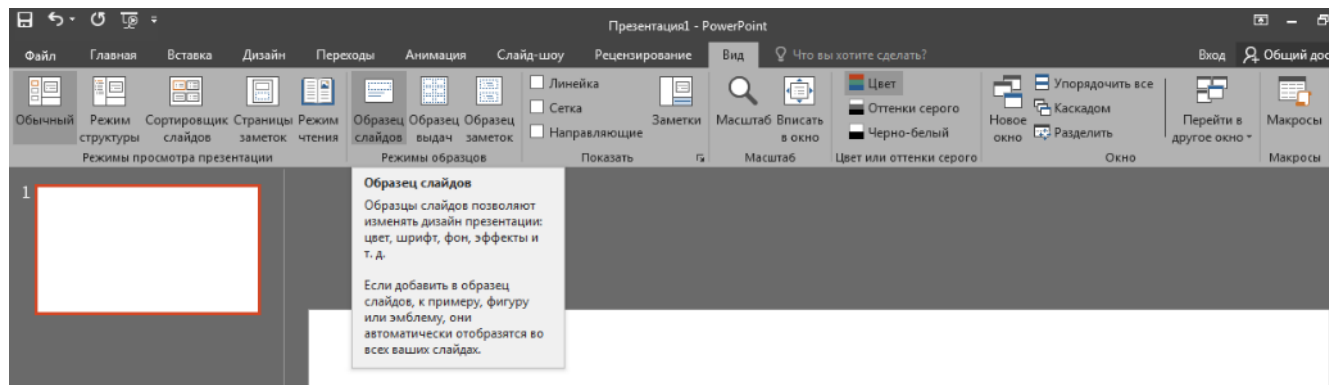 Презентация1 - PowerPoint
Файл Главная Вставка Дизайн Переходы Анимация Слайд-шоу Рецензирование Вид Что вы хотите сделать? Вход Общий дос
Обычный Режим структуры Сортировщик слайдов Страницы заметок Режим чтения
Режимы просмотра презентации
Образец слайдов Образец выдач Образец заметок
Режимы образцов
Линейка
Сетка
Направляющие
Заметки
Показать
Масштаб Вписать в окно
Масштаб
Цвет
Оттенки серого
Черно-белый
Цвет или оттенки серого
Новое окно
Упорядочить все
Каскадом
Разделить
Перейти в другое окно
Окно
Макросы
Макросы
1
Образец слайдов
Образцы слайдов позволяют
изменять дизайн презентации:
цвет, шрифт, фон, эффекты и
т. д.
Если добавить в образец
слайдов, к примеру, фигуру
или эмблему, они
автоматически отобразятся во
всех ваших слайдах.